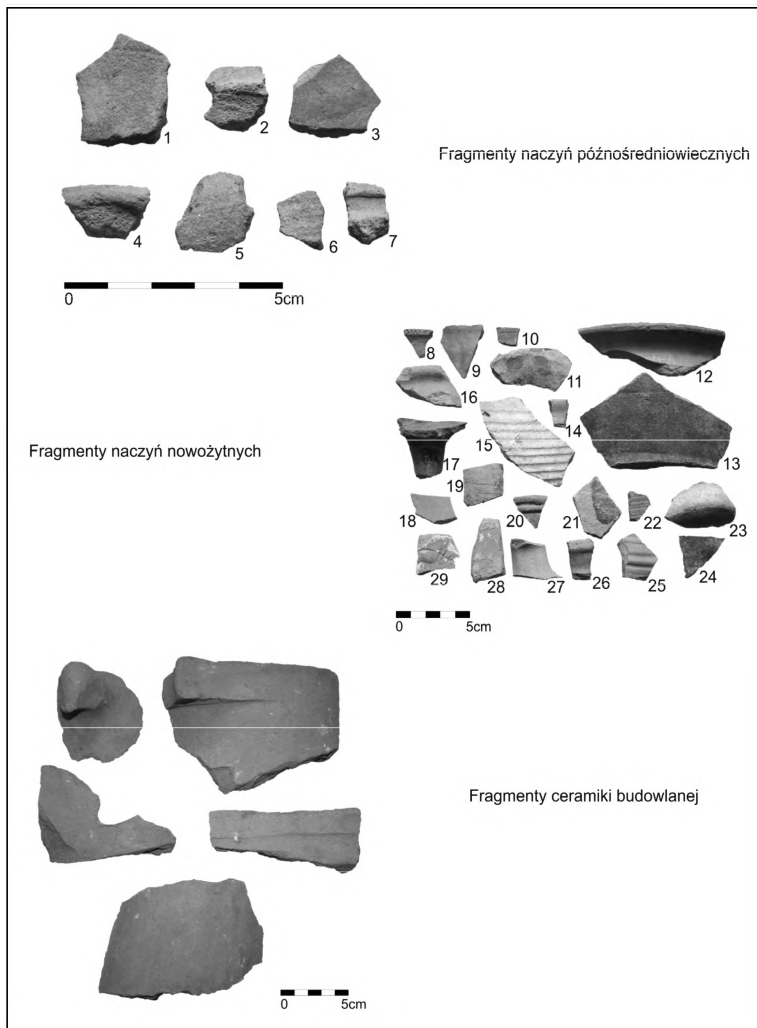 1 2 3
Fragmenty naczyń późnośredniowiecznych
4 5 6 7
0 5cm
8 9 10 11 12
16 14
15 13
Fragmenty naczyń nowożytnych
17
19
18 20 21 22 23
29 28 27 26 25 24
0 5cm
Fragmenty ceramiki budowlanej
0 5cm